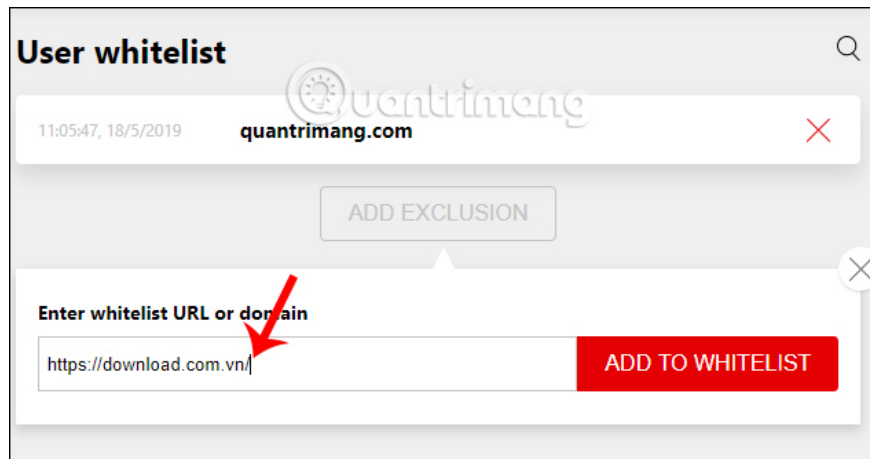 User whitelist
Quantrimang
11:05:47, 18/5/2019 quantrimang.com
ADD EXCLUSION
Enter whitelist URL or domain
https://download.com.vn/ ADD TO WHITELIST